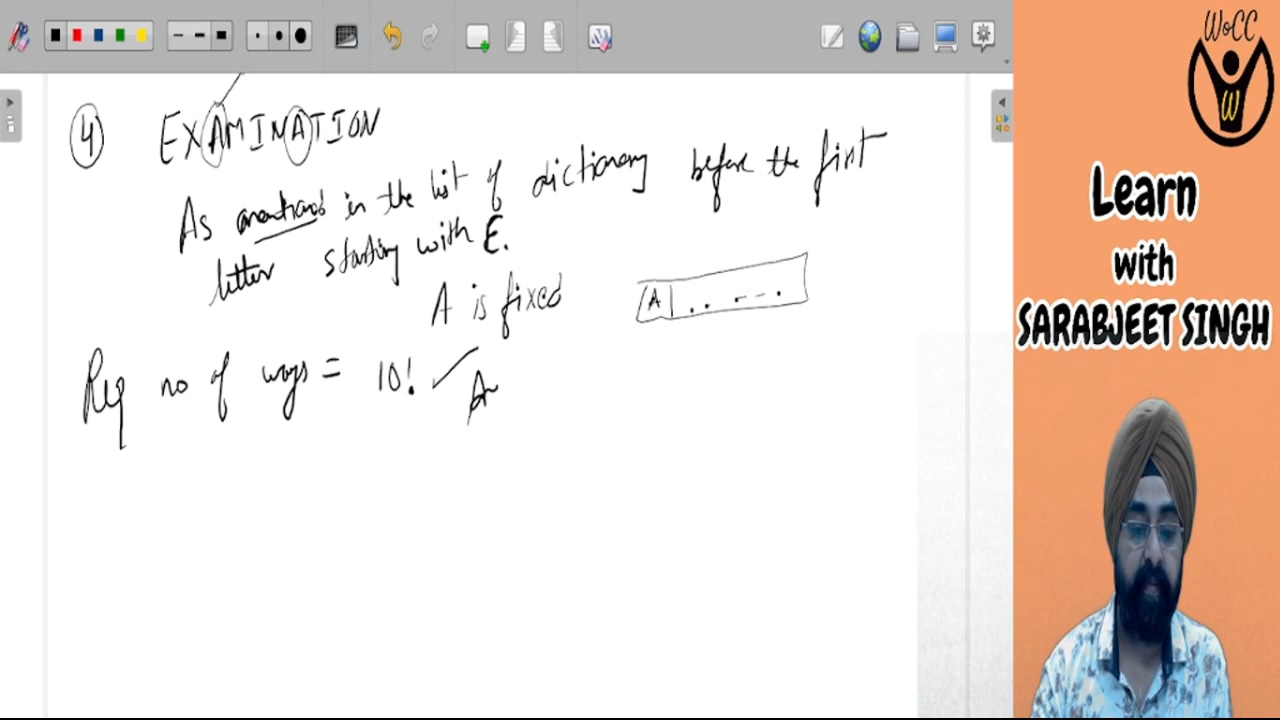 ④ EXAMINATION
As mentioned in the list of dictionary before the first
letter starting with E.
A is fixed
A
Req no of ways = 10!
WoCC
W
Learn
with
SARABJEET SINGH